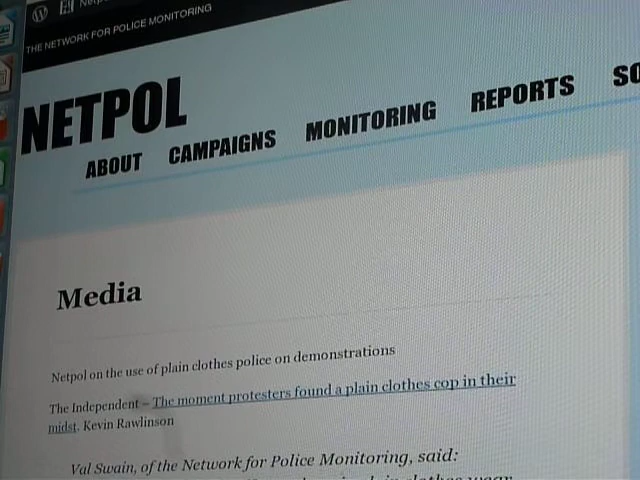 THE NETWORK FOR POLICE MONITORING
NETPOL
ABOUT CAMPAIGNS MONITORING REPORTS SO
Media
Netpol on the use of plain clothes police on demonstrations
The Independent – The moment protesters found a plain clothes cop in their
midst. Kevin Rawlinson
Val Swain, of the Network for Police Monitoring, said: